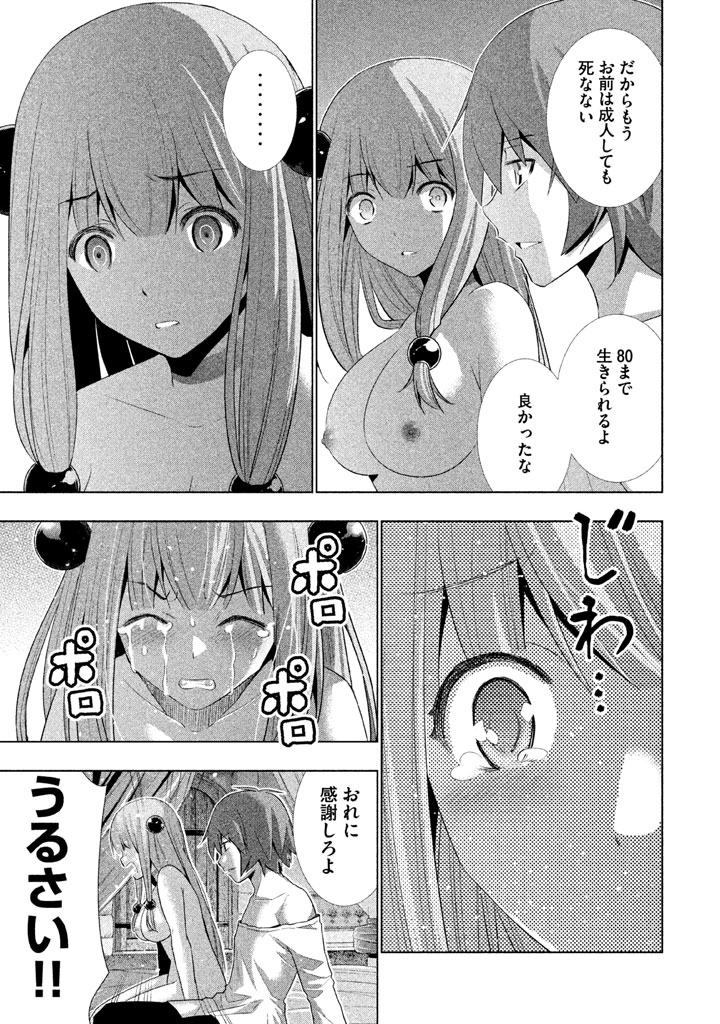 だからもう
お前は成人しても
死なない
80まで
生きられるよ
良かったな
・・・・・・・
じわ…
ポロ
ポロ
ポロ
おれに
感謝しろよ
うるさい!!